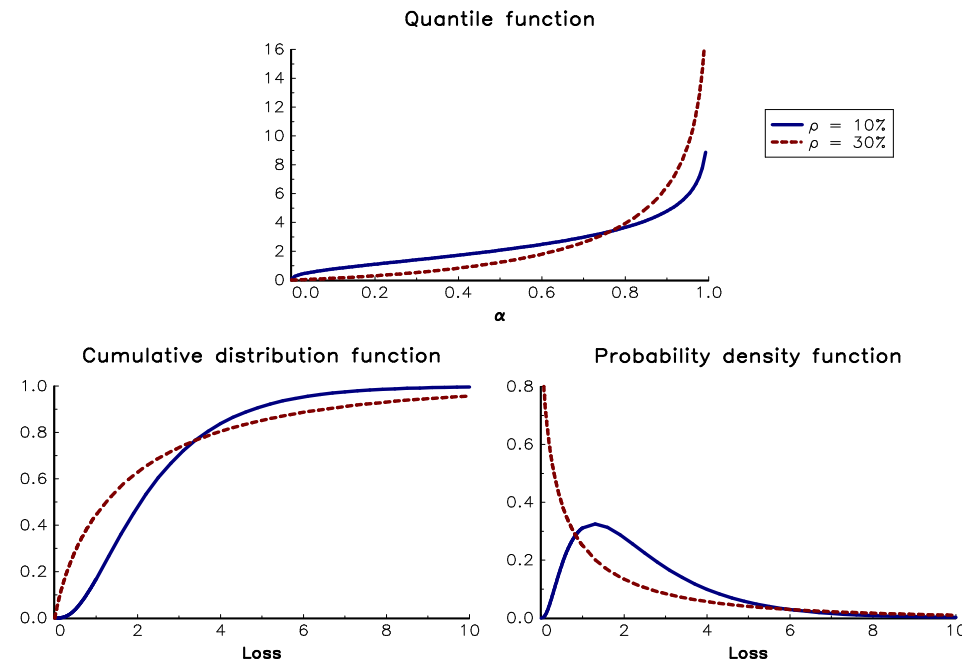 Quantile function
16
14
12
10
8
6
4
2
0
0.0 0.2 0.4 0.6 0.8 1.0
α
ρ = 10%
ρ = 30%
Cumulative distribution function
1.0
0.8
0.6
0.4
0.2
0.0
0 2 4 6 8 10
Loss
Probability density function
0.8
0.6
0.4
0.2
0.0
0 2 4 6 8 10
Loss